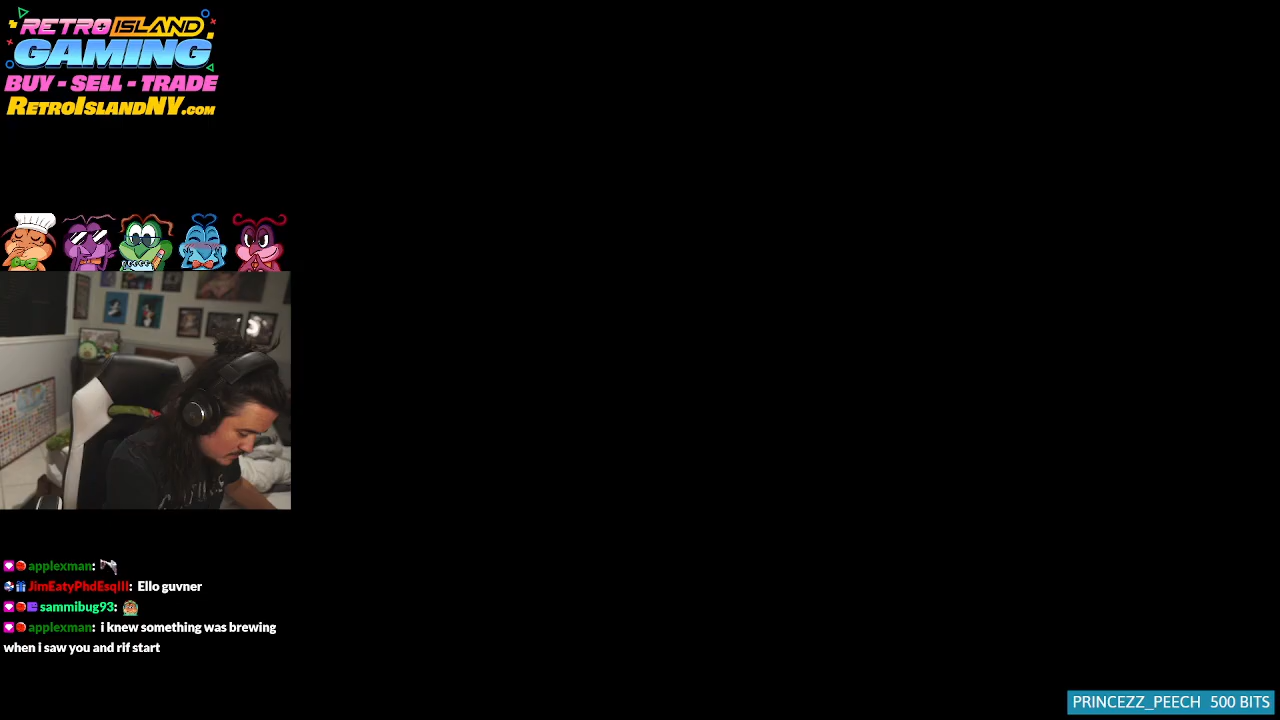 RETRO ISLAND
GAMING
BUY - SELL - TRADE
RETROISLANDNY.COM
applexman:
JimEatyPhdEsqIII: Ello guvner
sammibug93:
applexman: i knew something was brewing
when i saw you and rif start
PRINCEZZ_PEECH 500 BITS